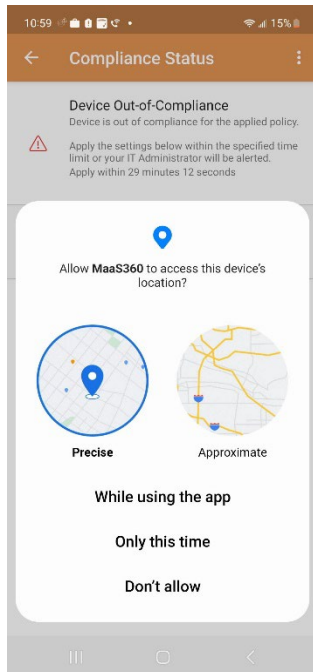 10:59
15%
Compliance Status
Device Out-of-Compliance
Device is out of compliance for the applied policy.
Apply the settings below within the specified time
limit or your IT Administrator will be alerted.
Apply within 29 minutes 12 seconds
Allow MaaS360 to access this device's
location?
Precise
Approximate
While using the app
Only this time
Don't allow